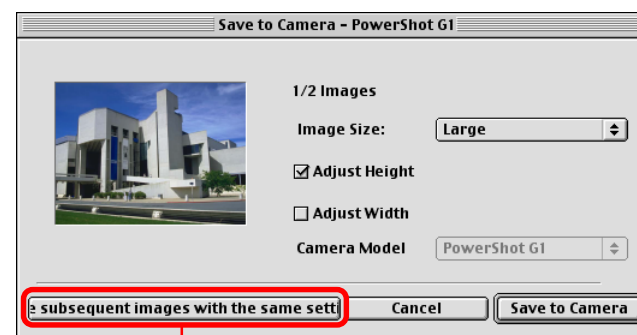 Save to Camera - PowerShot G1
1/2 Images
Image Size: Large
Adjust Height
Adjust Width
Camera Model PowerShot G1
subsequent images with the same Cancel Save to Camera